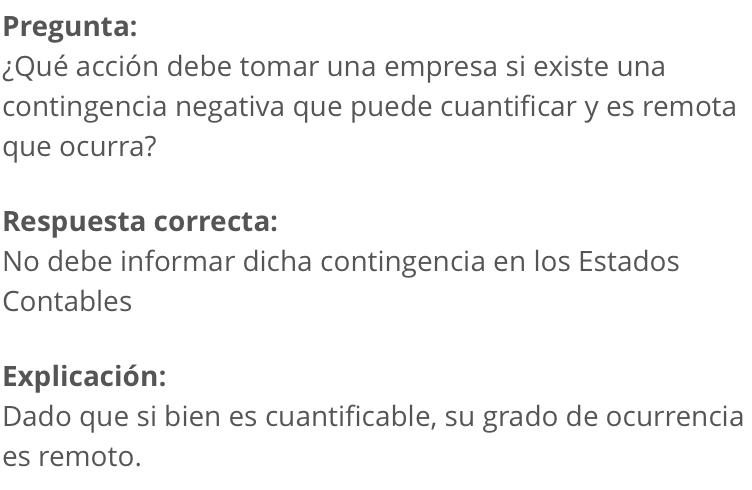 Pregunta:
¿Qué acción debe tomar una empresa si existe una
contingencia negativa que puede cuantificar y es remota
que ocurra?
Respuesta correcta:
No debe informar dicha contingencia en los Estados
Contables
Explicación:
Dado que si bien es cuantificable, su grado de ocurrencia
es remoto.